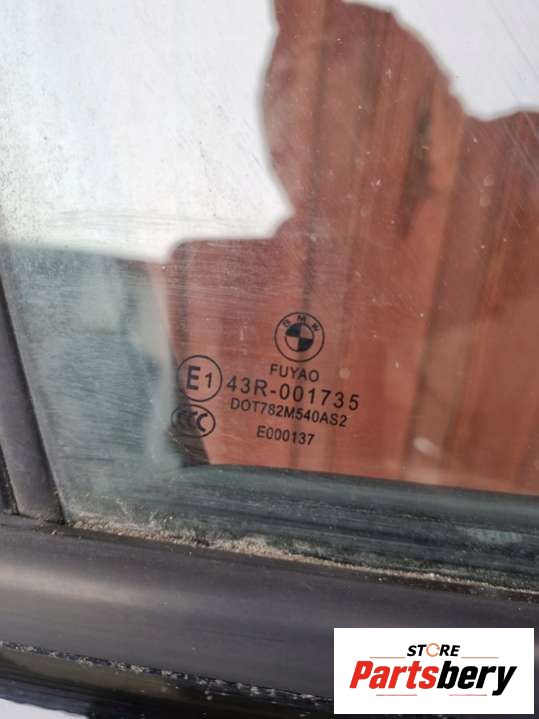 BMW
FUYAO
E1 43R-001735
DOT782M540AS2
CCC
E000137
STORE
Partsbery